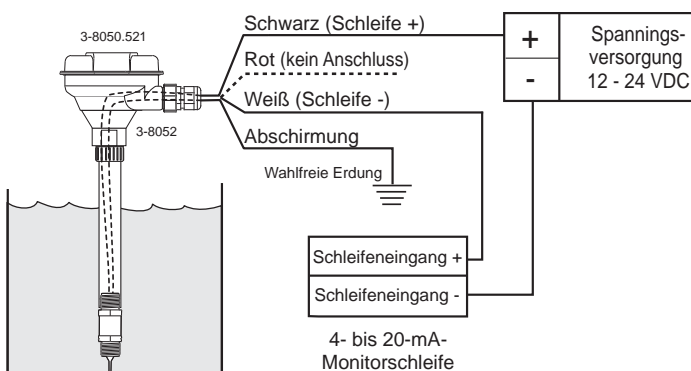 3-8050.521
Schwarz (Schleife +)
Rot (kein Anschluss)
Weiß (Schleife -)
3-8052
Abschirmung
Wahlfreie Erdung
+
-
Spannings-
versorgung
12 - 24 VDC
Schleifeneingang +
Schleifeneingang -
4- bis 20-mA-
Monitorschleife